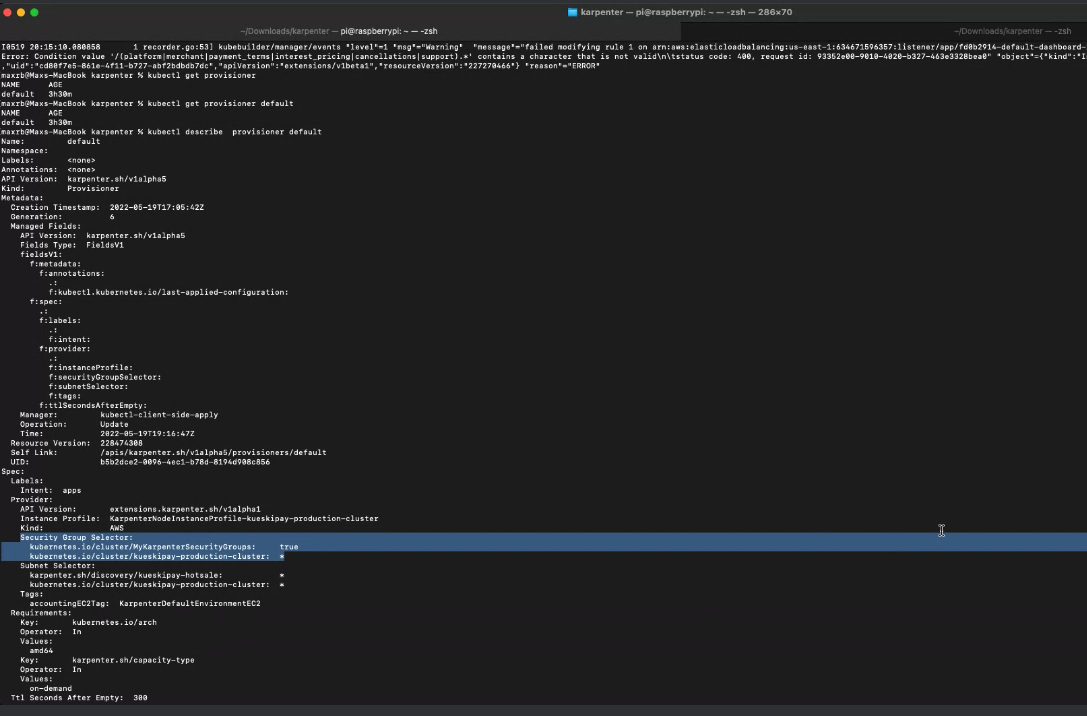 karpenter — pi@raspberrypi: ~ — -zsh — 286×70
~/Downloads/karpenter — pi@raspberrypi: ~ — -zsh
~/Downloads/karpenter — -zsh
I0519 20:15:10.080858       1 recorder.go:53] kubebuilder/manager/events "level"=1 "msg"="Warning"  "message"="failed modifying rule 1 on arn:aws:elasticloadbalancing:us-east-1:634671596357:listener/app/fd0b2914-default-dashboard-
Error: Condition value '/(platform|merchant|payment_terms|interest_pricing|cancellations|support).*' contains a character that is not valid\n\tstatus code: 400, request id: 93352e00-9010-4020-b327-463e3328bea0" "object"={"kind":"In
,"uid":"cd80f7e5-861e-4f11-b727-abf2bdbdb7dc","apiVersion":"extensions/v1beta1","resourceVersion":"227270466"} "reason"="ERROR"
maxrb@Maxs-MacBook karpenter % kubectl get provisioner
NAME      AGE
default   3h30m
maxrb@Maxs-MacBook karpenter % kubectl get provisioner default
NAME      AGE
default   3h30m
maxrb@Maxs-MacBook karpenter % kubectl describe  provisioner default
Name:         default
Namespace:
Labels:       <none>
Annotations:  <none>
API Version:  karpenter.sh/v1alpha5
Kind:         Provisioner
Metadata:
  Creation Timestamp:  2022-05-19T17:05:42Z
  Generation:          6
  Managed Fields:
    API Version:  karpenter.sh/v1alpha5
    Fields Type:  FieldsV1
    fieldsV1:
      f:metadata:
        f:annotations:
          .:
          f:kubectl.kubernetes.io/last-applied-configuration:
      f:spec:
        .:
        f:labels:
          .:
          f:intent:
        f:provider:
          .:
          f:instanceProfile:
          f:securityGroupSelector:
          f:subnetSelector:
          f:tags:
        f:ttlSecondsAfterEmpty:
    Manager:         kubectl-client-side-apply
    Operation:       Update
    Time:            2022-05-19T19:16:47Z
  Resource Version:  228474308
  Self Link:         /apis/karpenter.sh/v1alpha5/provisioners/default
  UID:               b5b2dce2-0096-4ec1-b78d-8194d908c856
Spec:
  Labels:
    Intent:  apps
  Provider:
    API Version:       extensions.karpenter.sh/v1alpha1
    Instance Profile:  KarpenterNodeInstanceProfile-kueskipay-production-cluster
    Kind:              AWS
    Security Group Selector:
      kubernetes.io/cluster/MyKarpenterSecurityGroups:     true
      kubernetes.io/cluster/kueskipay-production-cluster:  *
    Subnet Selector:
      karpenter.sh/discovery/kueskipay-hotsale:            *
      kubernetes.io/cluster/kueskipay-production-cluster:  *
    Tags:
      accountingEC2Tag:  KarpenterDefaultEnvironmentEC2
  Requirements:
    Key:       kubernetes.io/arch
    Operator:  In
    Values:
      amd64
    Key:       karpenter.sh/capacity-type
    Operator:  In
    Values:
      on-demand
  Ttl Seconds After Empty:  300